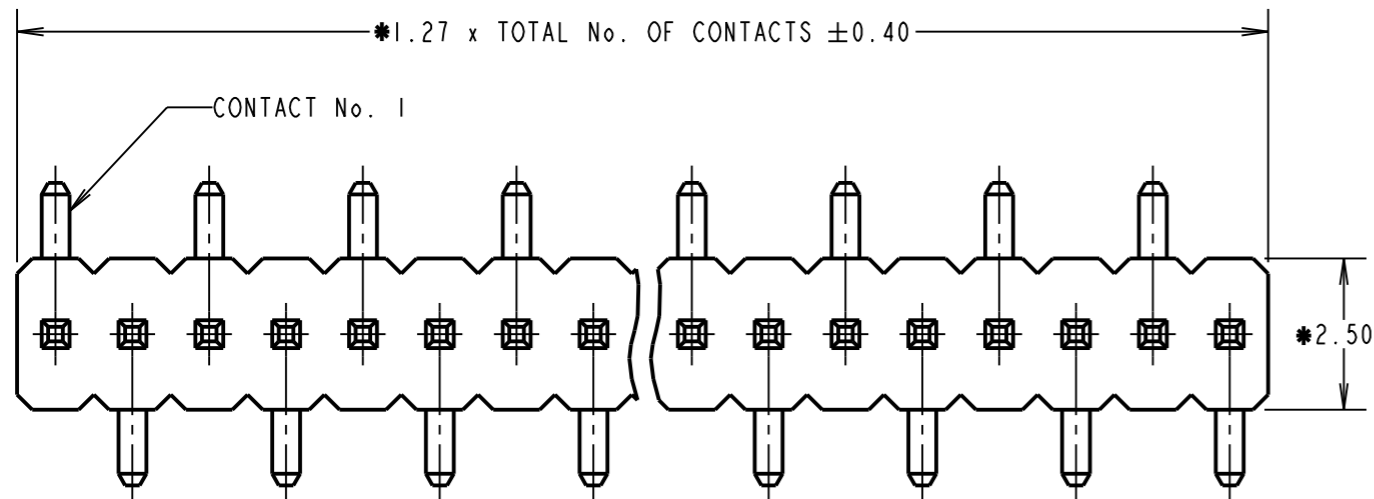 ✱1.27 x TOTAL No. OF CONTACTS ±0.40
CONTACT No. 1
✱2.50